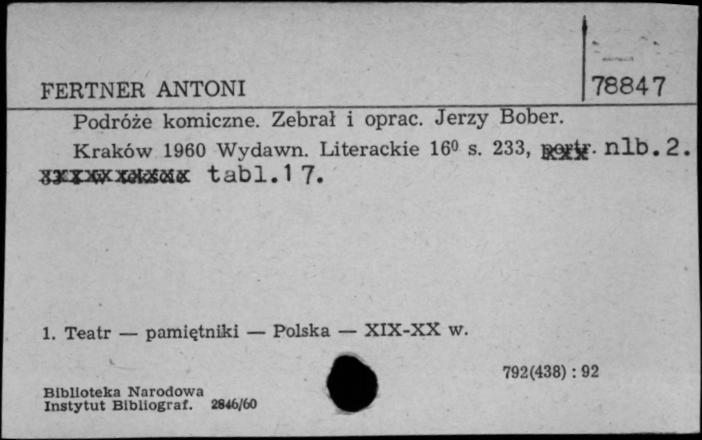 FERTNER ANTONI
78847
Podróże komiczne. Zebrał i oprac. Jerzy Bober.
Kraków 1960 Wydawn. Literackie 16⁰ s. 233, portr. nlb.2.
tabl.17.
1. Teatr — pamiętniki — Polska — XIX-XX w.
792(438) : 92
Biblioteka Narodowa
Instytut Bibliograf. 2846/60